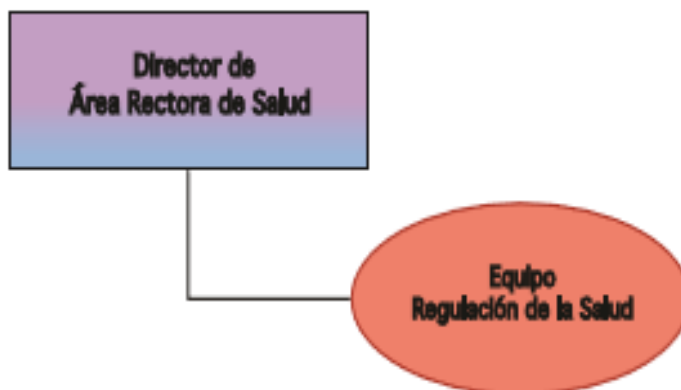 Director de
Área Rectora de Salud
Equipo
Regulación de la Salud